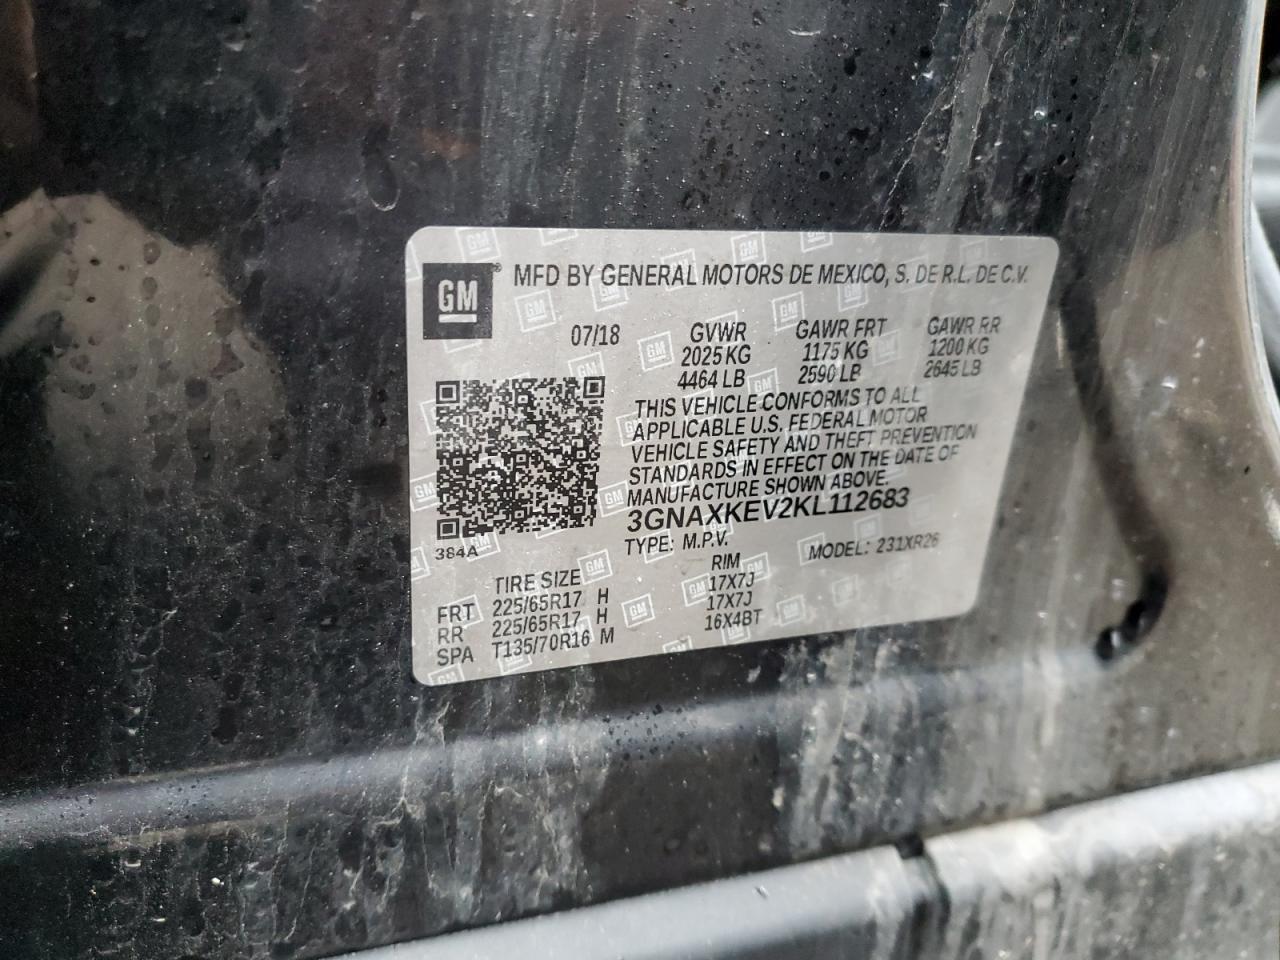 GM
MFD BY GENERAL MOTORS DE MEXICO, S. DE R.L. DE C.V.
07/18 GVWR GAWR FRT GAWR RR
2025 KG 1175 KG 1200 KG
4464 LB 2590 LB 2645 LB
THIS VEHICLE CONFORMS TO ALL
APPLICABLE U.S. FEDERAL MOTOR
VEHICLE SAFETY AND THEFT PREVENTION
STANDARDS IN EFFECT ON THE DATE OF
MANUFACTURE SHOWN ABOVE.
3GNAXKEV2KL112683
384A
TYPE: M.P.V. MODEL: 231XR26
TIRE SIZE RIM
FRT 225/65R17 H 17X7J
RR 225/65R17 H 17X7J
SPA T135/70R16 M 16X4BT